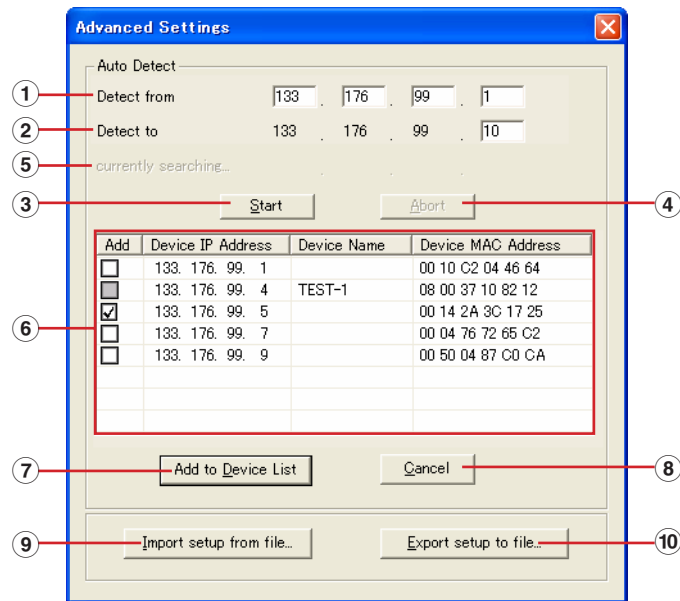 Advanced Settings
Auto Detect
① Detect from 133 . 176 . 99 . 1
② Detect to 133 . 176 . 99 . 10
⑤ currently searching... . . .
③ Start Abort ④
Add Device IP Address Device Name Device MAC Address
133. 176. 99. 1 00 10 C2 04 46 64
133. 176. 99. 4 TEST-1 08 00 37 10 82 12
⑥ 133. 176. 99. 5 00 14 2A 3C 17 25
133. 176. 99. 7 00 04 76 72 65 C2
133. 176. 99. 9 00 50 04 87 C0 CA
⑦ Add to Device List Cancel ⑧
⑨ Import setup from file... Export setup to file... ⑩